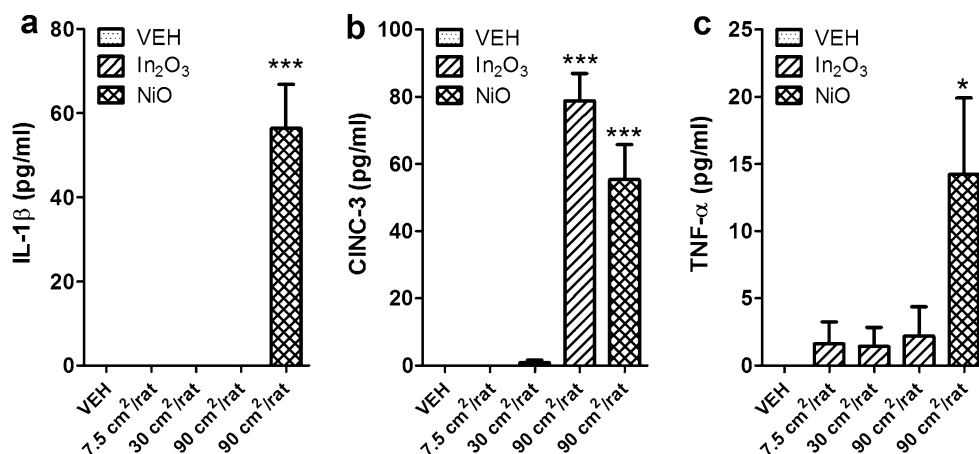 a
VEH
In₂O₃
NiO
***
IL-1β (pg/ml)
80
60
40
20
0
VEH
7.5 cm²/rat
30 cm²/rat
90 cm²/rat
90 cm²/rat
b
VEH
In₂O₃
NiO
***
***
CINC-3 (pg/ml)
100
80
60
40
20
0
VEH
7.5 cm²/rat
30 cm²/rat
90 cm²/rat
90 cm²/rat
c
VEH
In₂O₃
NiO
*
TNF-α (pg/ml)
25
20
15
10
5
0
VEH
7.5 cm²/rat
30 cm²/rat
90 cm²/rat
90 cm²/rat